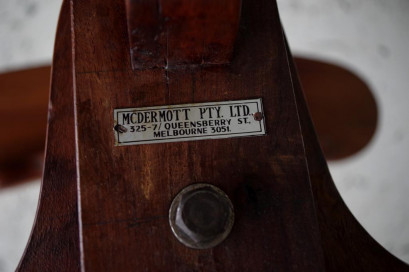 MCDERMOTT PTY. LTD.
325-7/ QUEENSBERRY ST.
MELBOURNE 3051.